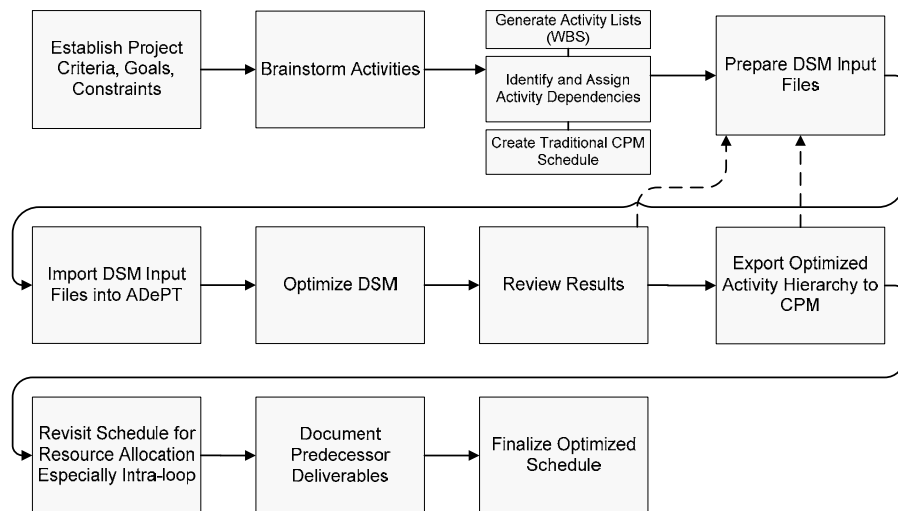 Establish Project
Criteria, Goals,
Constraints
Brainstorm Activities
Generate Activity Lists
(WBS)
Identify and Assign
Activity Dependencies
Create Traditional CPM
Schedule
Prepare DSM Input
Files
Import DSM Input
Files into ADePT
Optimize DSM
Review Results
Export Optimized
Activity Hierarchy to
CPM
Revisit Schedule for
Resource Allocation
Especially Intra-loop
Document
Predecessor
Deliverables
Finalize Optimized
Schedule